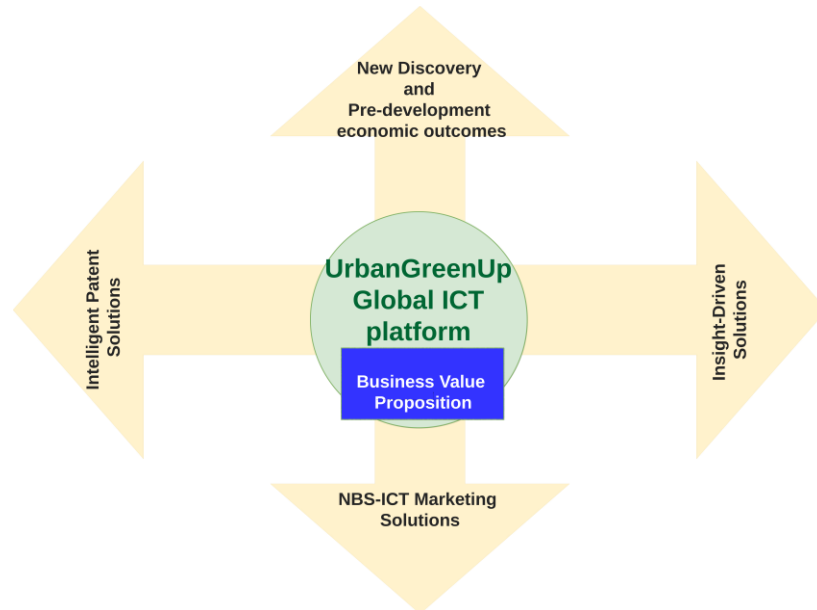 New Discovery
and
Pre-development
economic outcomes
UrbanGreenUp
Global ICT
platform
Business Value
Proposition
Intelligent Patent
Solutions
Insight-Driven
Solutions
NBS-ICT Marketing
Solutions